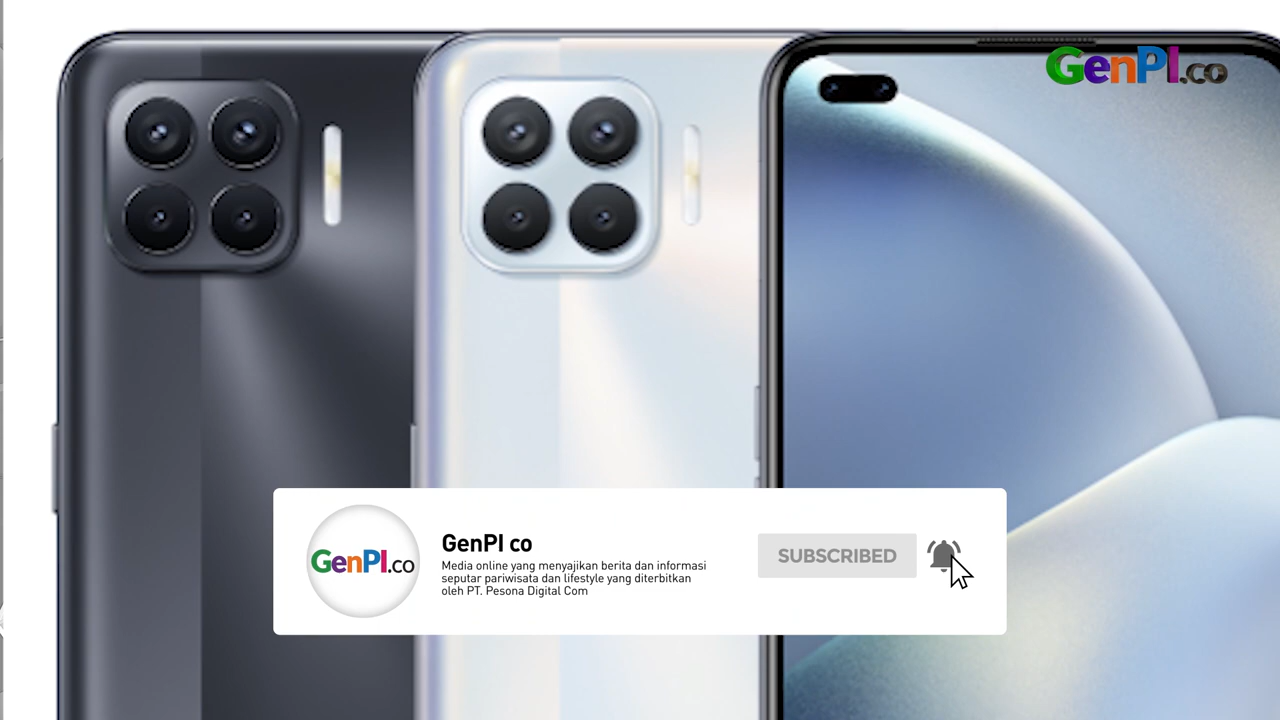 GenPI.co
GenPI.co
GenPI co
Media online yang menyajikan berita dan informasi
seputar pariwisata dan lifestyle yang diterbitkan
oleh PT. Pesona Digital Com
SUBSCRIBED